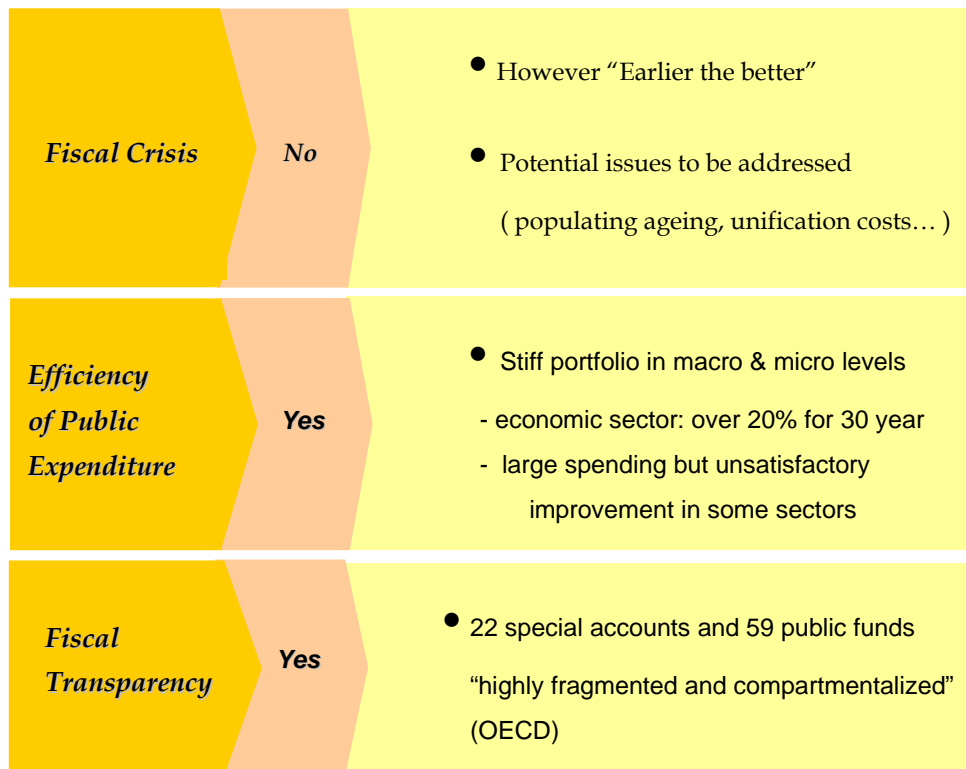 Fiscal Crisis
No
● However “Earlier the better”
● Potential issues to be addressed
( populating ageing, unification costs… )
Efficiency
of Public
Expenditure
Yes
● Stiff portfolio in macro & micro levels
- economic sector: over 20% for 30 year
- large spending but unsatisfactory
improvement in some sectors
Fiscal
Transparency
Yes
● 22 special accounts and 59 public funds
“highly fragmented and compartmentalized”
(OECD)